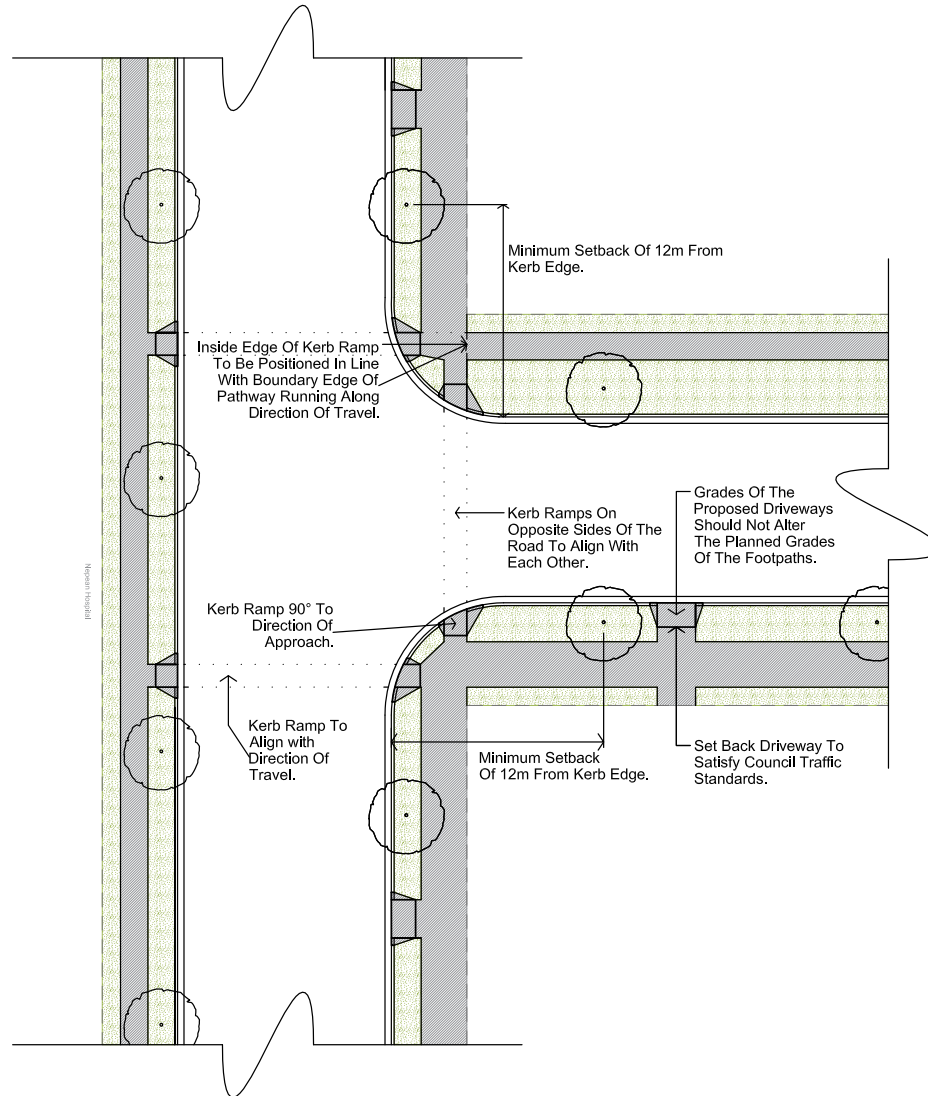 Minimum Setback Of 12m From
Kerb Edge.
Inside Edge Of Kerb Ramp
To Be Positioned In Line
With Boundary Edge Of
Pathway Running Along
Direction Of Travel.
Grades Of The
Proposed Driveways
Should Not Alter
The Planned Grades
Of The Footpaths.
Kerb Ramps On
Opposite Sides Of The
Road To Align With
Each Other.
Nepean Hospital
Kerb Ramp 90° To
Direction Of
Approach.
Kerb Ramp To
Align with
Direction Of
Travel.
Minimum Setback
Of 12m From Kerb Edge.
Set Back Driveway To
Satisfy Council Traffic
Standards.